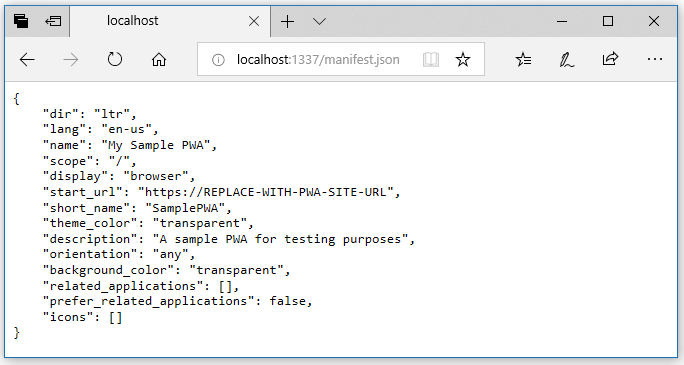 localhost
localhost:1337/manifest.json
{
    "dir": "ltr",
    "lang": "en-us",
    "name": "My Sample PWA",
    "scope": "/",
    "display": "browser",
    "start_url": "https://REPLACE-WITH-PWA-SITE-URL",
    "short_name": "SamplePWA",
    "theme_color": "transparent",
    "description": "A sample PWA for testing purposes",
    "orientation": "any",
    "background_color": "transparent",
    "related_applications": [],
    "prefer_related_applications": false,
    "icons": []
}